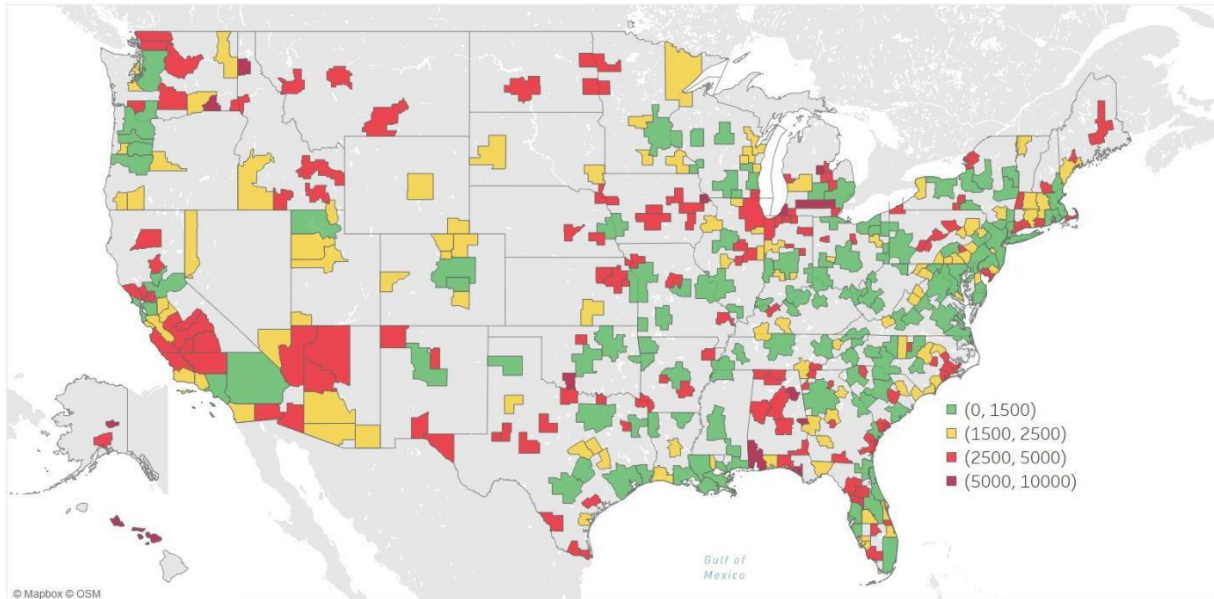 (0, 1500)
(1500, 2500)
(2500, 5000)
(5000, 10000)
Gulf of
Mexico
© Mapbox © OSM